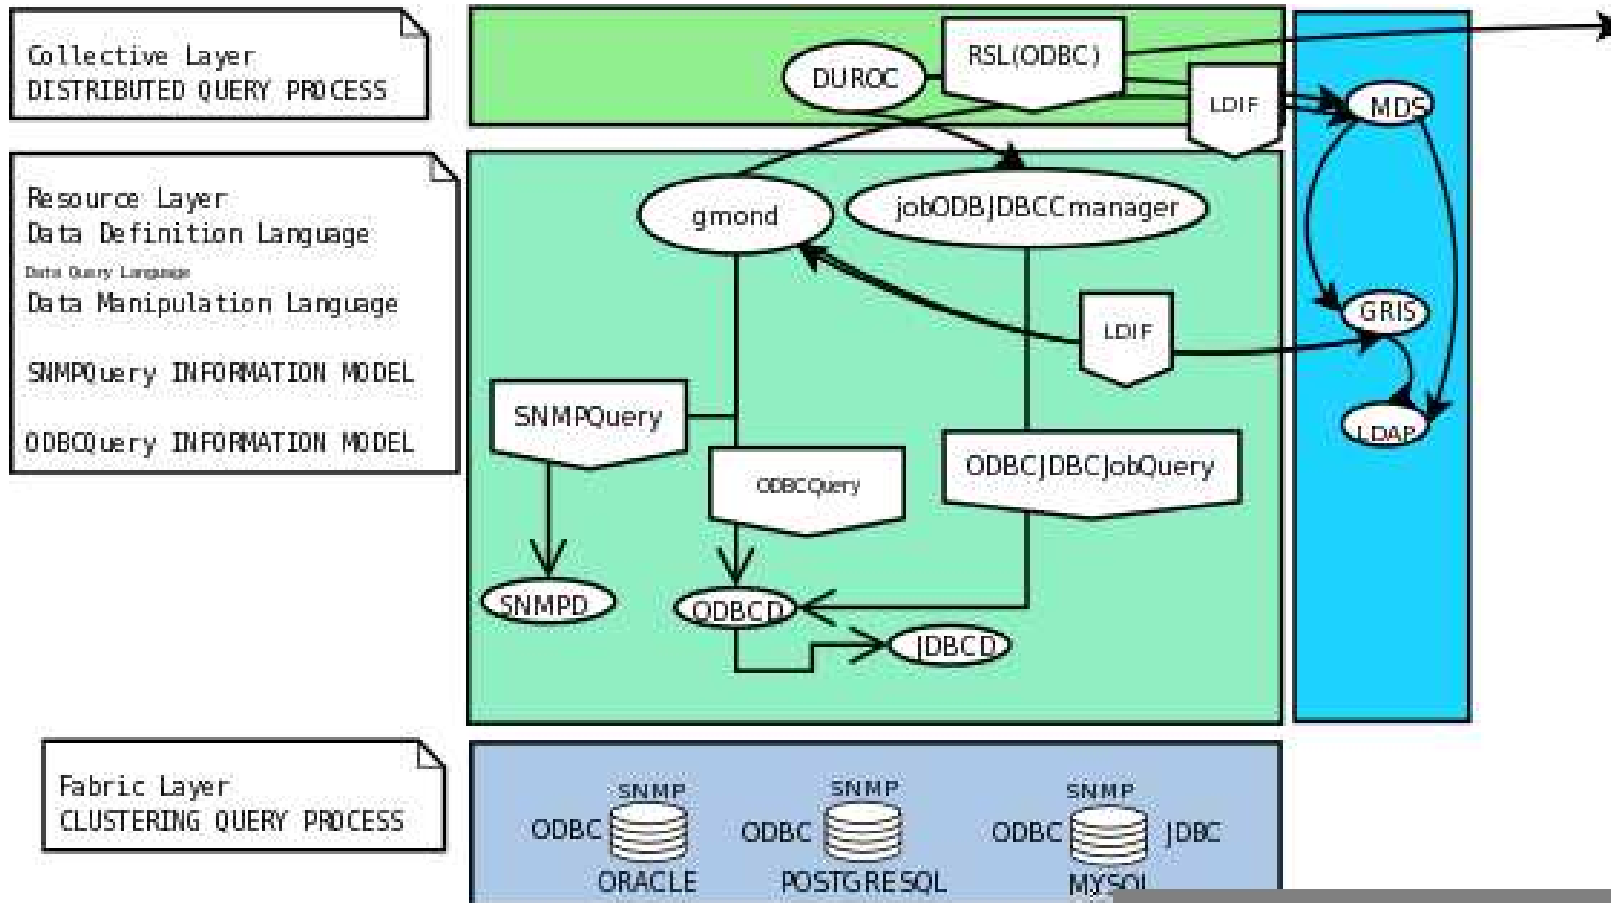 Collective Layer
DISTRIBUTED QUERY PROCESS
RSL(ODBC)
DUROC
LDIF
MDS
Resource Layer
Data Definition Language
Data Query Language
Data Manipulation Language
SNMPQuery INFORMATION MODEL
ODBCQuery INFORMATION MODEL
gmond
jobODBJDBCCmanager
GRIS
LDIF
SNMPQuery
LDAP
ODBCJDBCJobQuery
ODBCQuery
SNMPD
ODBCD
JDBCD
Fabric Layer
CLUSTERING QUERY PROCESS
SNMP
ODBC
ORACLE
SNMP
ODBC
POSTGRESQL
SNMP
ODBC
JDBC
MYSQL